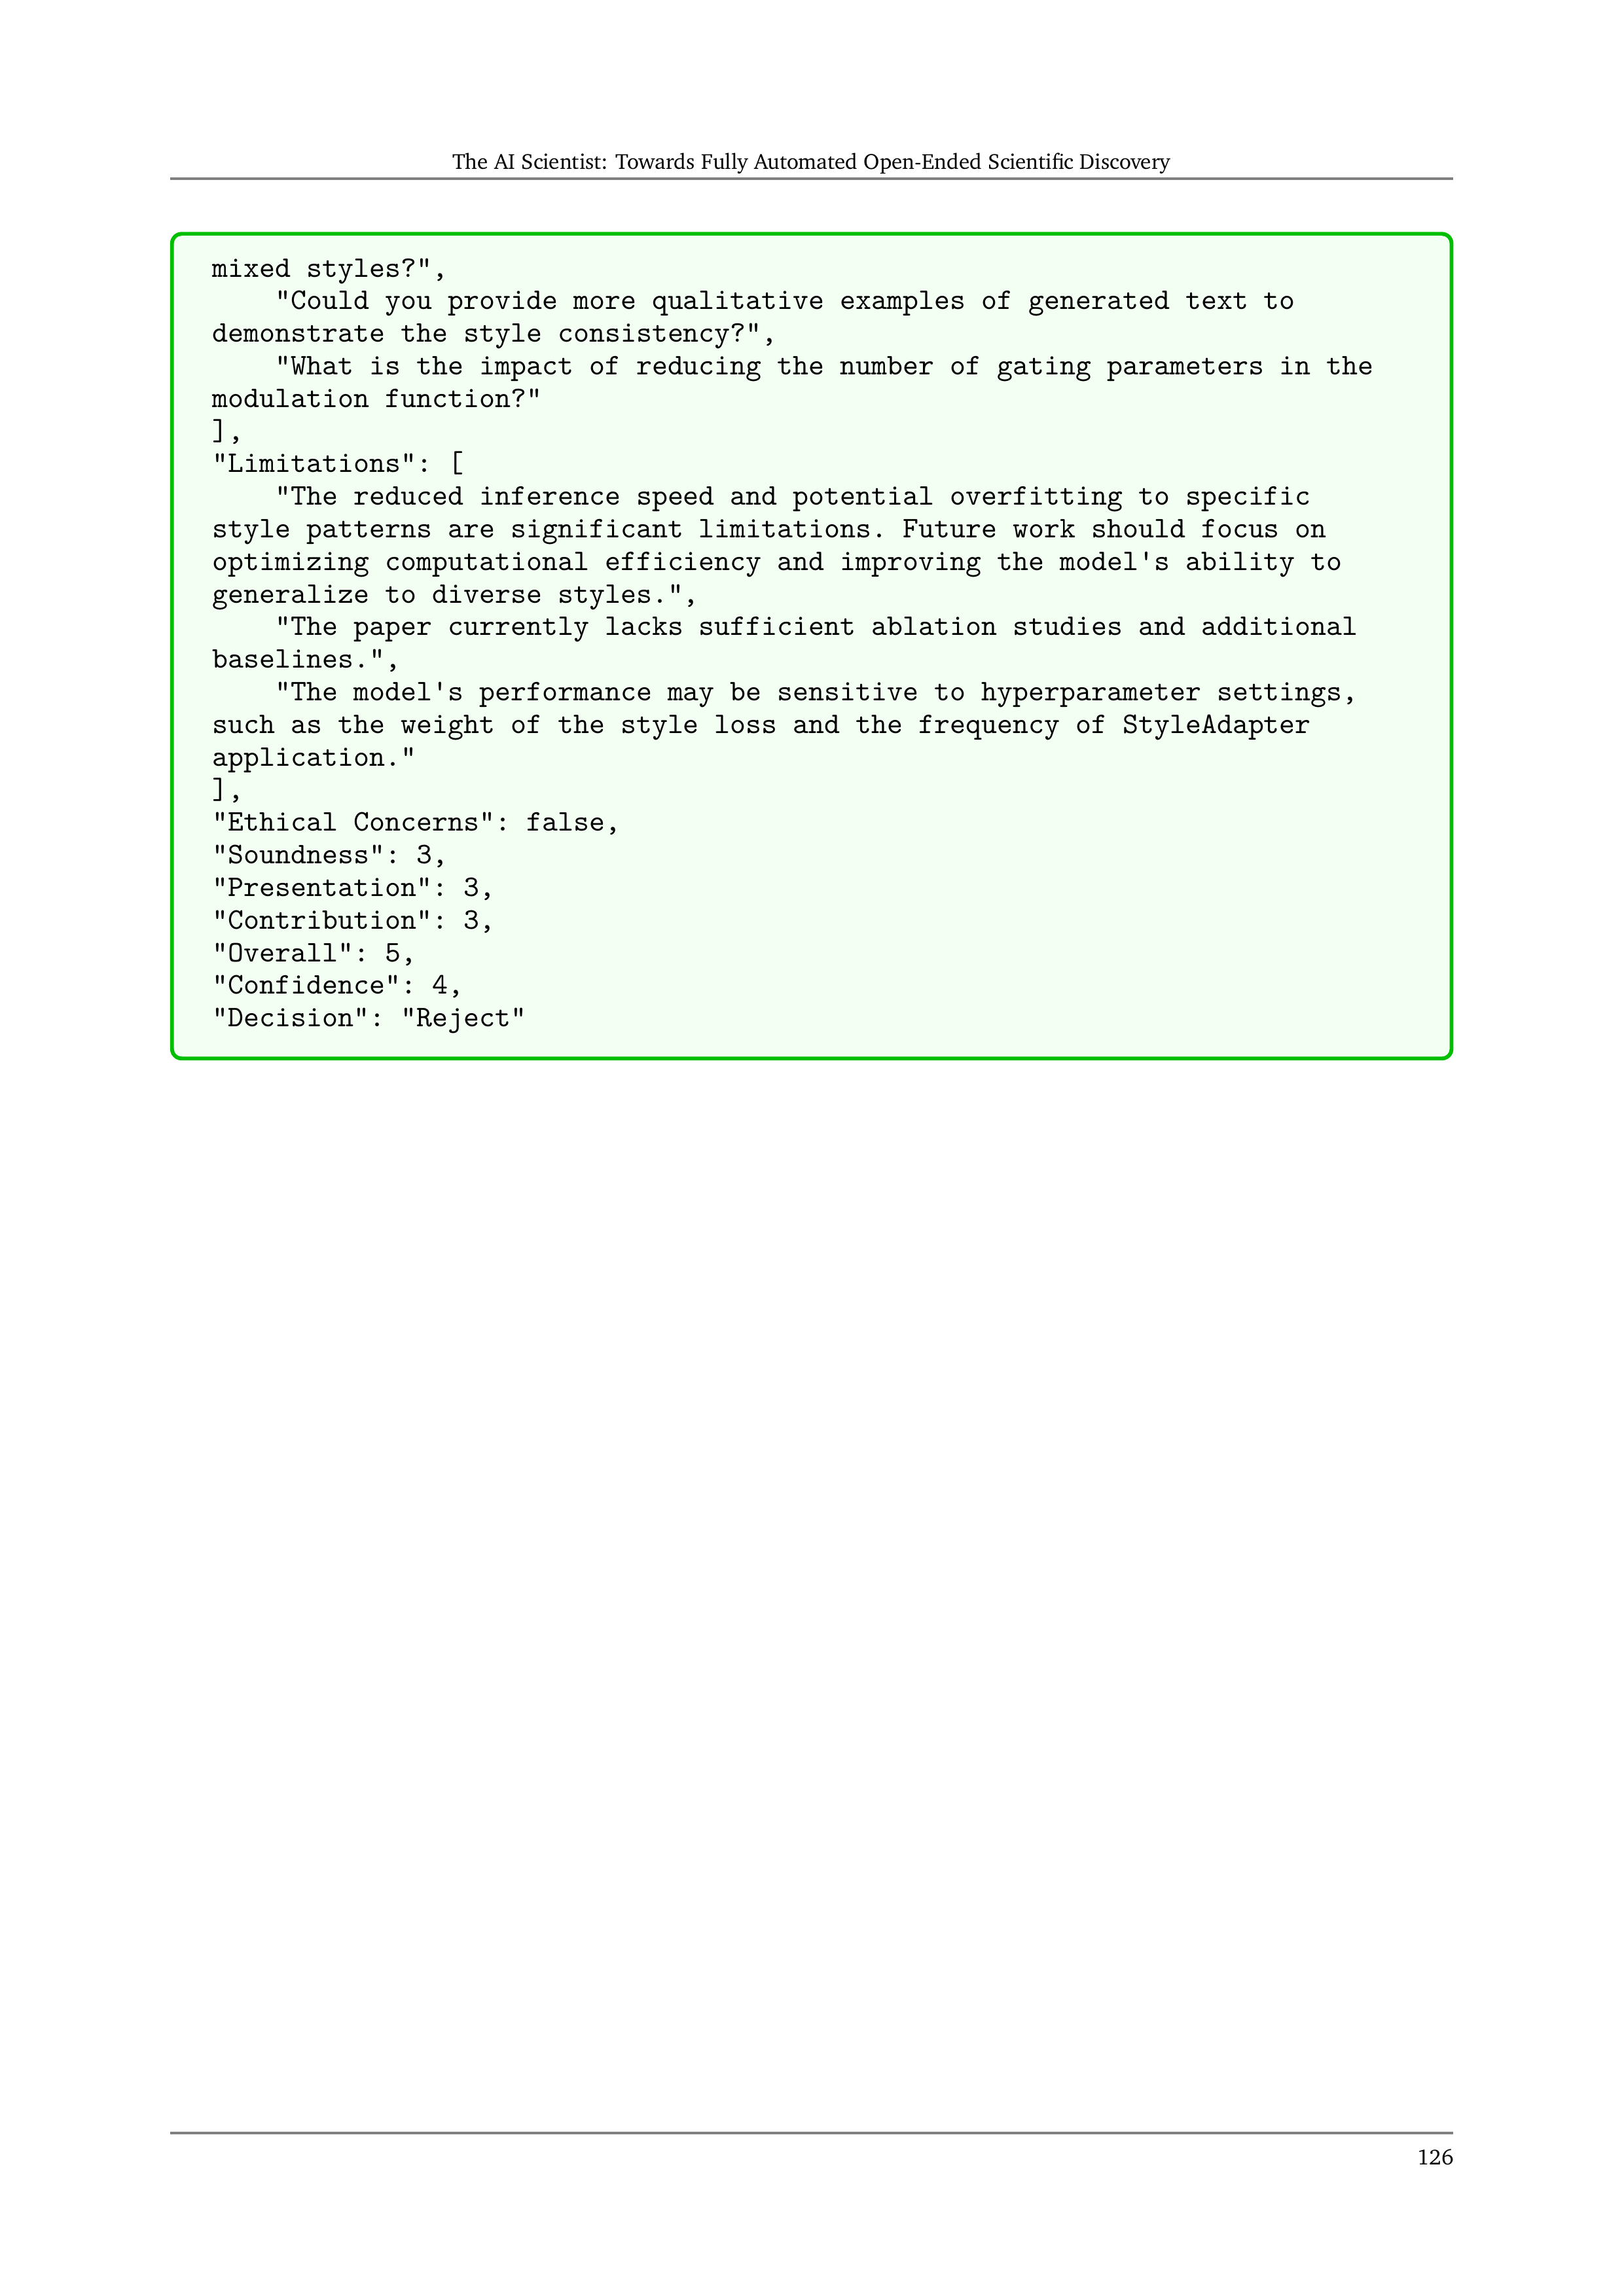 The AI Scientist: Towards Fully Automated Open-Ended Scientific Discovery
mixed styles?",
    "Could you provide more qualitative examples of generated text to
demonstrate the style consistency?",
    "What is the impact of reducing the number of gating parameters in the
modulation function?"
],
"Limitations": [
    "The reduced inference speed and potential overfitting to specific
style patterns are significant limitations. Future work should focus on
optimizing computational efficiency and improving the model's ability to
generalize to diverse styles.",
    "The paper currently lacks sufficient ablation studies and additional
baselines.",
    "The model's performance may be sensitive to hyperparameter settings,
such as the weight of the style loss and the frequency of StyleAdapter
application."
],
"Ethical Concerns": false,
"Soundness": 3,
"Presentation": 3,
"Contribution": 3,
"Overall": 5,
"Confidence": 4,
"Decision": "Reject"
126